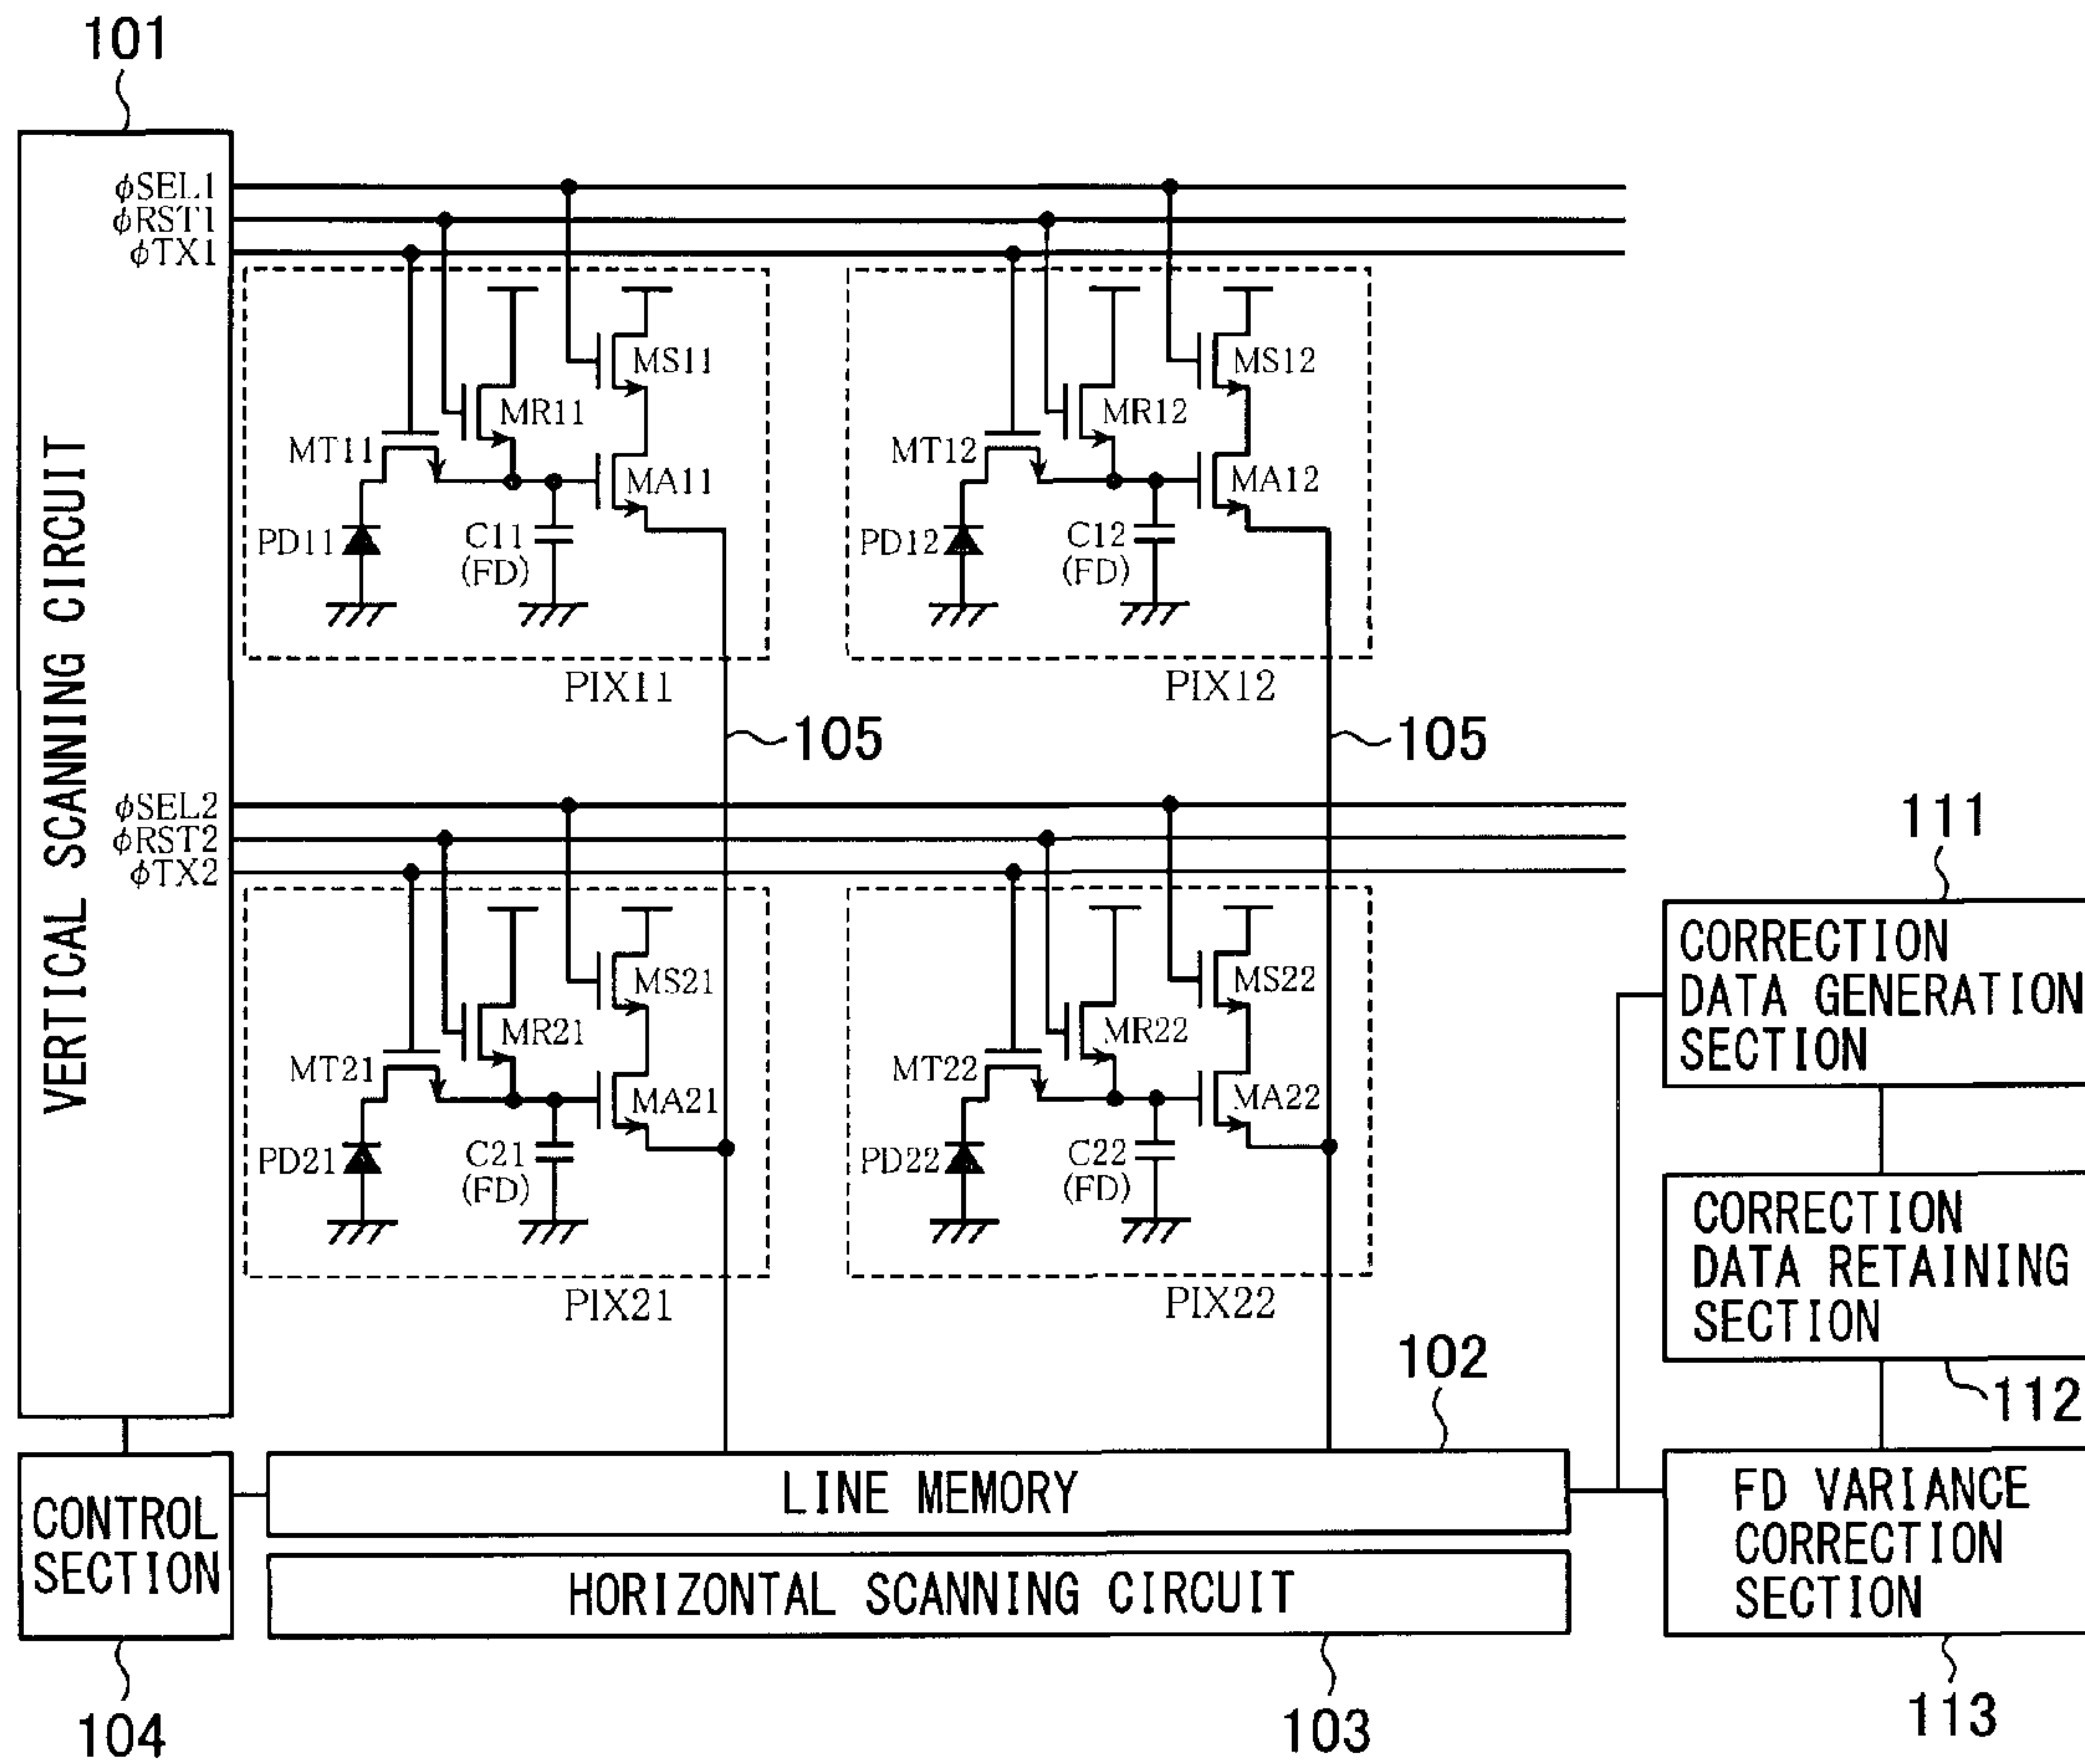 101
VERTICAL SCANNING CIRCUIT
φSEL1
φRST1
φTX1
MS11
MR11
MT11
MA11
PD11
C11
(FD)
PIX11
MS12
MR12
MT12
MA12
PD12
C12
(FD)
PIX12
105
105
φSEL2
φRST2
φTX2
MS21
MR21
MT21
MA21
PD21
C21
(FD)
PIX21
MS22
MR22
MT22
MA22
PD22
C22
(FD)
PIX22
111
CORRECTION
DATA GENERATION
SECTION
CORRECTION
DATA RETAINING
SECTION
112
102
LINE MEMORY
CONTROL
SECTION
104
HORIZONTAL SCANNING CIRCUIT
103
FD VARIANCE
CORRECTION
SECTION
113